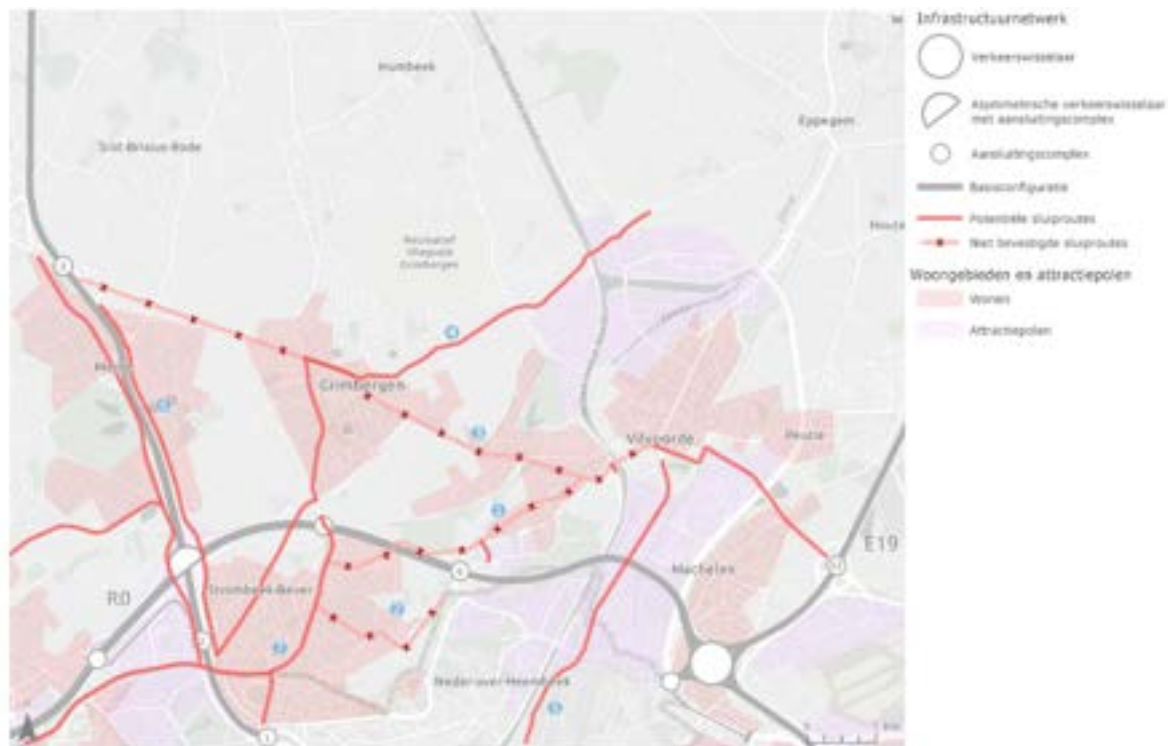 Infrastructuurnetwerk
Verkeerswisselaar
Asymmetrische verkeerswisselaar
met aansluitingscomplex
Aansluitingscomplex
Basisconfiguratie
Potentiële sluiproutes
Niet bevestigde sluiproutes
Woongebieden en attractiepolen
Wonen
Attractiepolen
Humbeek
Sint-Brixius-Rode
Eppegem
Grimbergen
Grimbergen
Vilvoorde
Peutie
E19
Machelen
R0
Strombeek-Bever
Neder-over-Heembeek